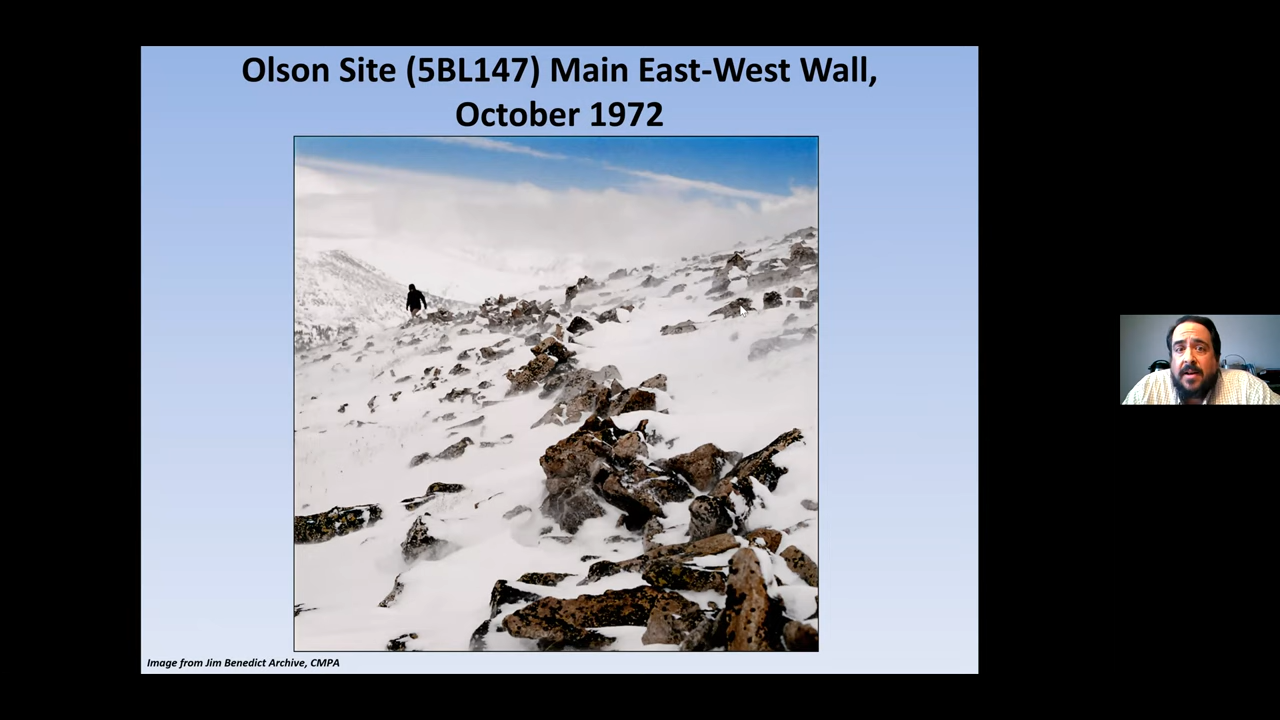 Olson Site (5BL147) Main East-West Wall,
October 1972
Image from Jim Benedict Archive, CMPA